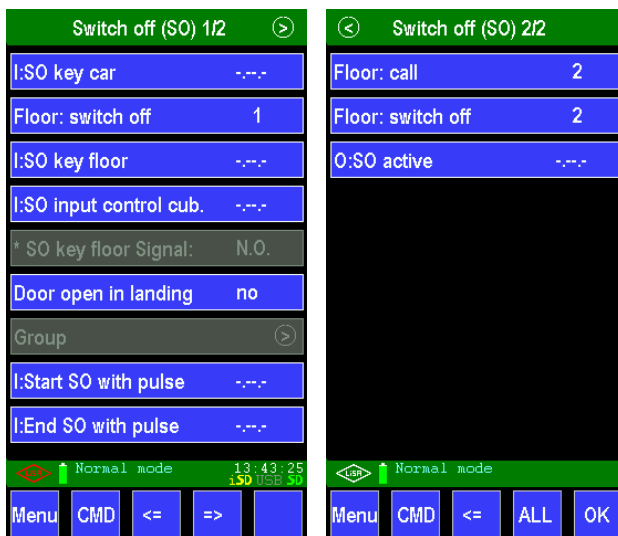 Switch off (SO) 1/2 >
I:SO key car -.--.-
Floor: switch off 1
I:SO key floor -.--.-
I:SO input control cub. -.--.-
* SO key floor Signal: N.O.
Door open in landing no
Group >
I:Start SO with pulse -.--.-
I:End SO with pulse -.--.-
LiSA Normal mode 13:43:25
iSD USB SD
Menu CMD <= =>
< Switch off (SO) 2/2
Floor: call 2
Floor: switch off 2
O:SO active -.--.-
LiSA Normal mode
Menu CMD <= ALL OK